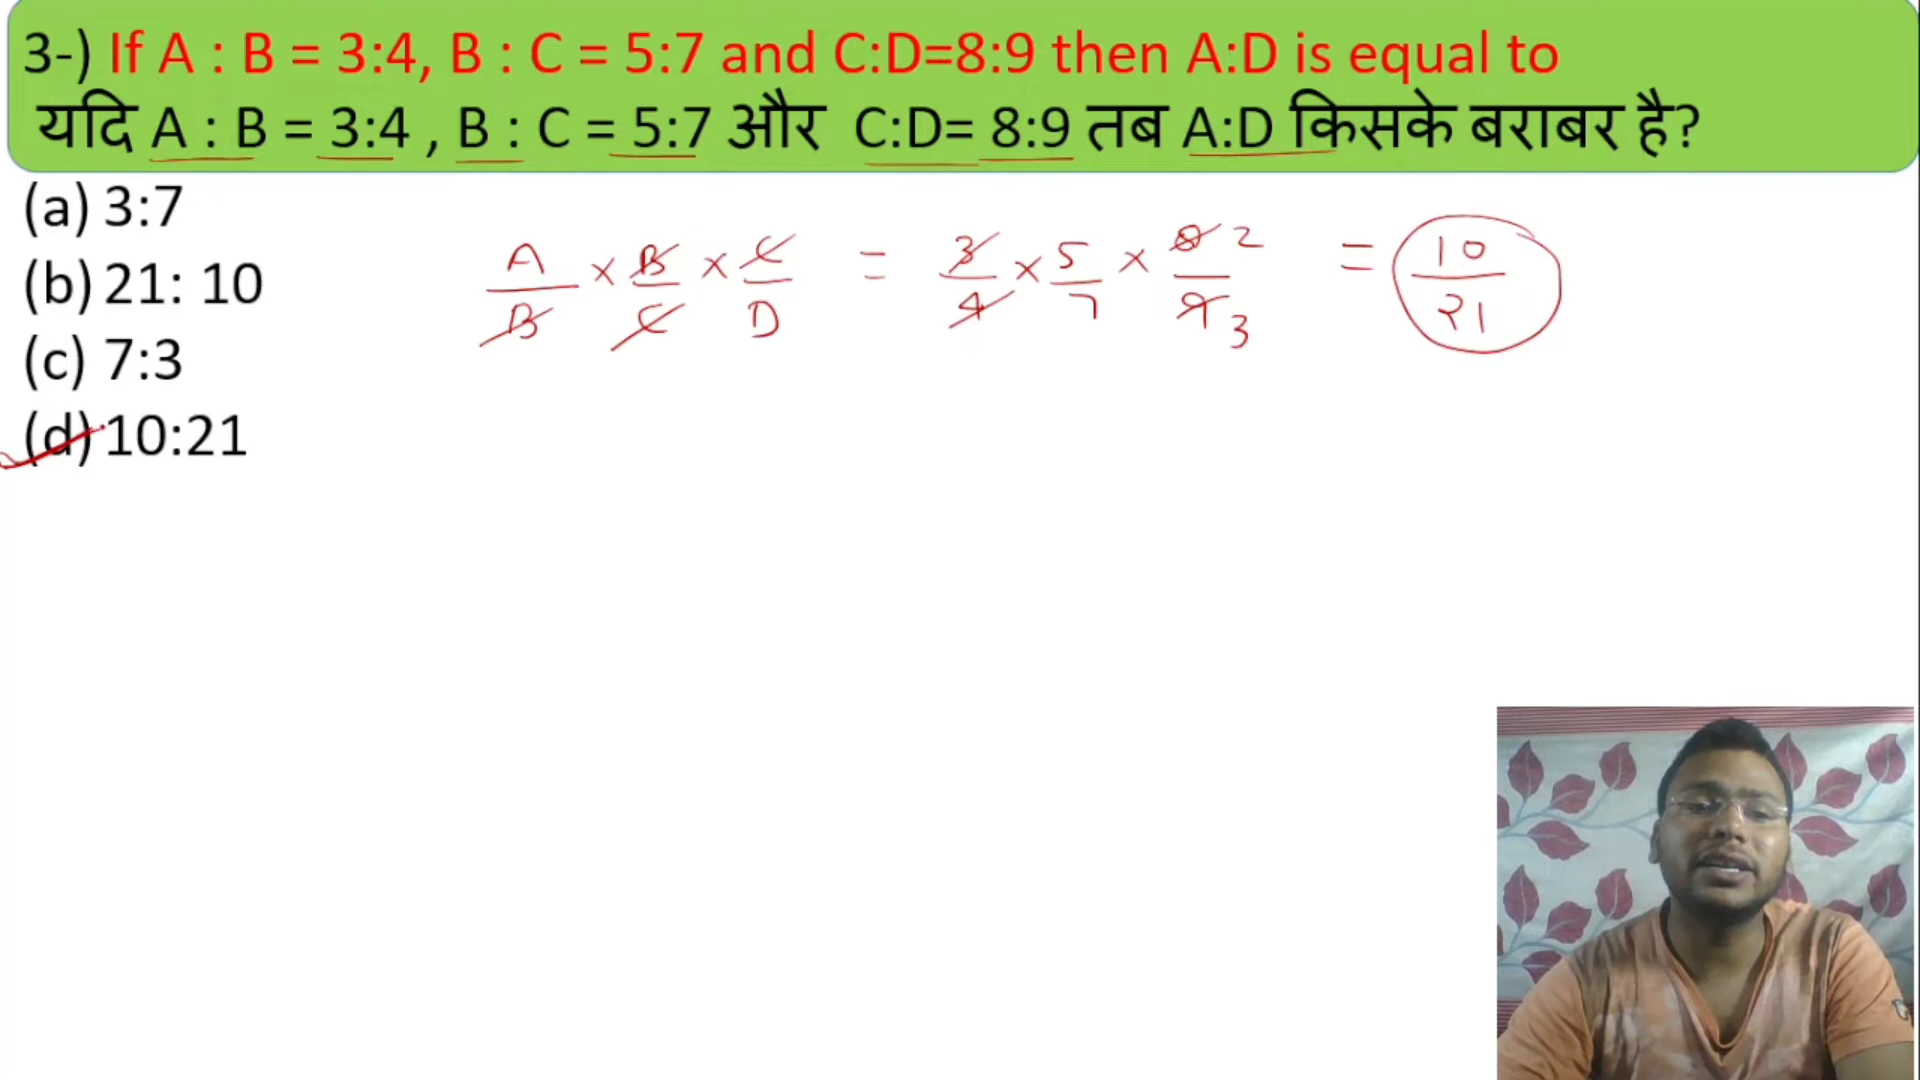 3-) If A : B = 3:4, B : C = 5:7 and C:D=8:9 then A:D is equal to
यदि A : B = 3:4 , B : C = 5:7 और C:D= 8:9 तब A:D किसके बराबर है?
(a) 3:7
(b) 21: 10
(c) 7:3
(d) 10:21
A/B × B/C × C/D = 3/4 × 5/7 × 8/9 2 3 = 10/21